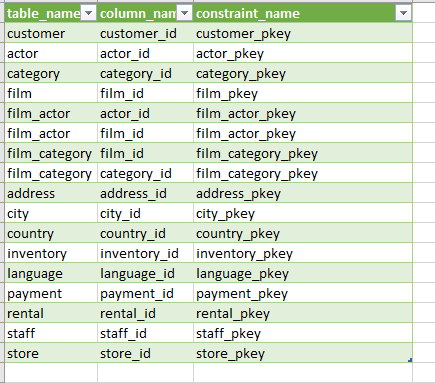 table_name column_nam constraint_name
customer customer_id customer_pkey
actor actor_id actor_pkey
category category_id category_pkey
film film_id film_pkey
film_actor actor_id film_actor_pkey
film_actor film_id film_actor_pkey
film_category film_id film_category_pkey
film_category category_id film_category_pkey
address address_id address_pkey
city city_id city_pkey
country country_id country_pkey
inventory inventory_id inventory_pkey
language language_id language_pkey
payment payment_id payment_pkey
rental rental_id rental_pkey
staff staff_id staff_pkey
store store_id store_pkey